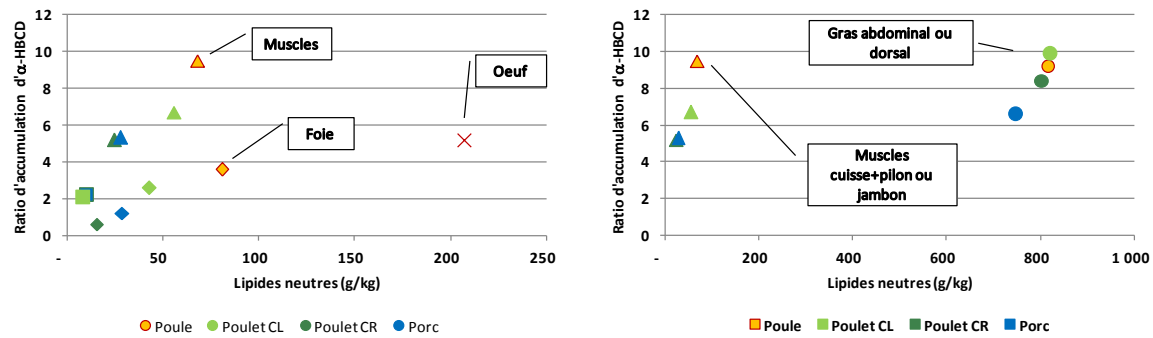 12
10
8
6
4
2
0
Ratio d'accumulation d'α-HBCD
Muscles
Oeuf
Foie
- 50 100 150 200 250
Lipides neutres (g/kg)
Poule Poulet CL Poulet CR Porc
12
10
8
6
4
2
0
Ratio d'accumulation d'α-HBCD
Gras abdominal ou
dorsal
Muscles
cuisse+pilon ou
jambon
- 200 400 600 800 1 000
Lipides neutres (g/kg)
Poule Poulet CL Poulet CR Porc